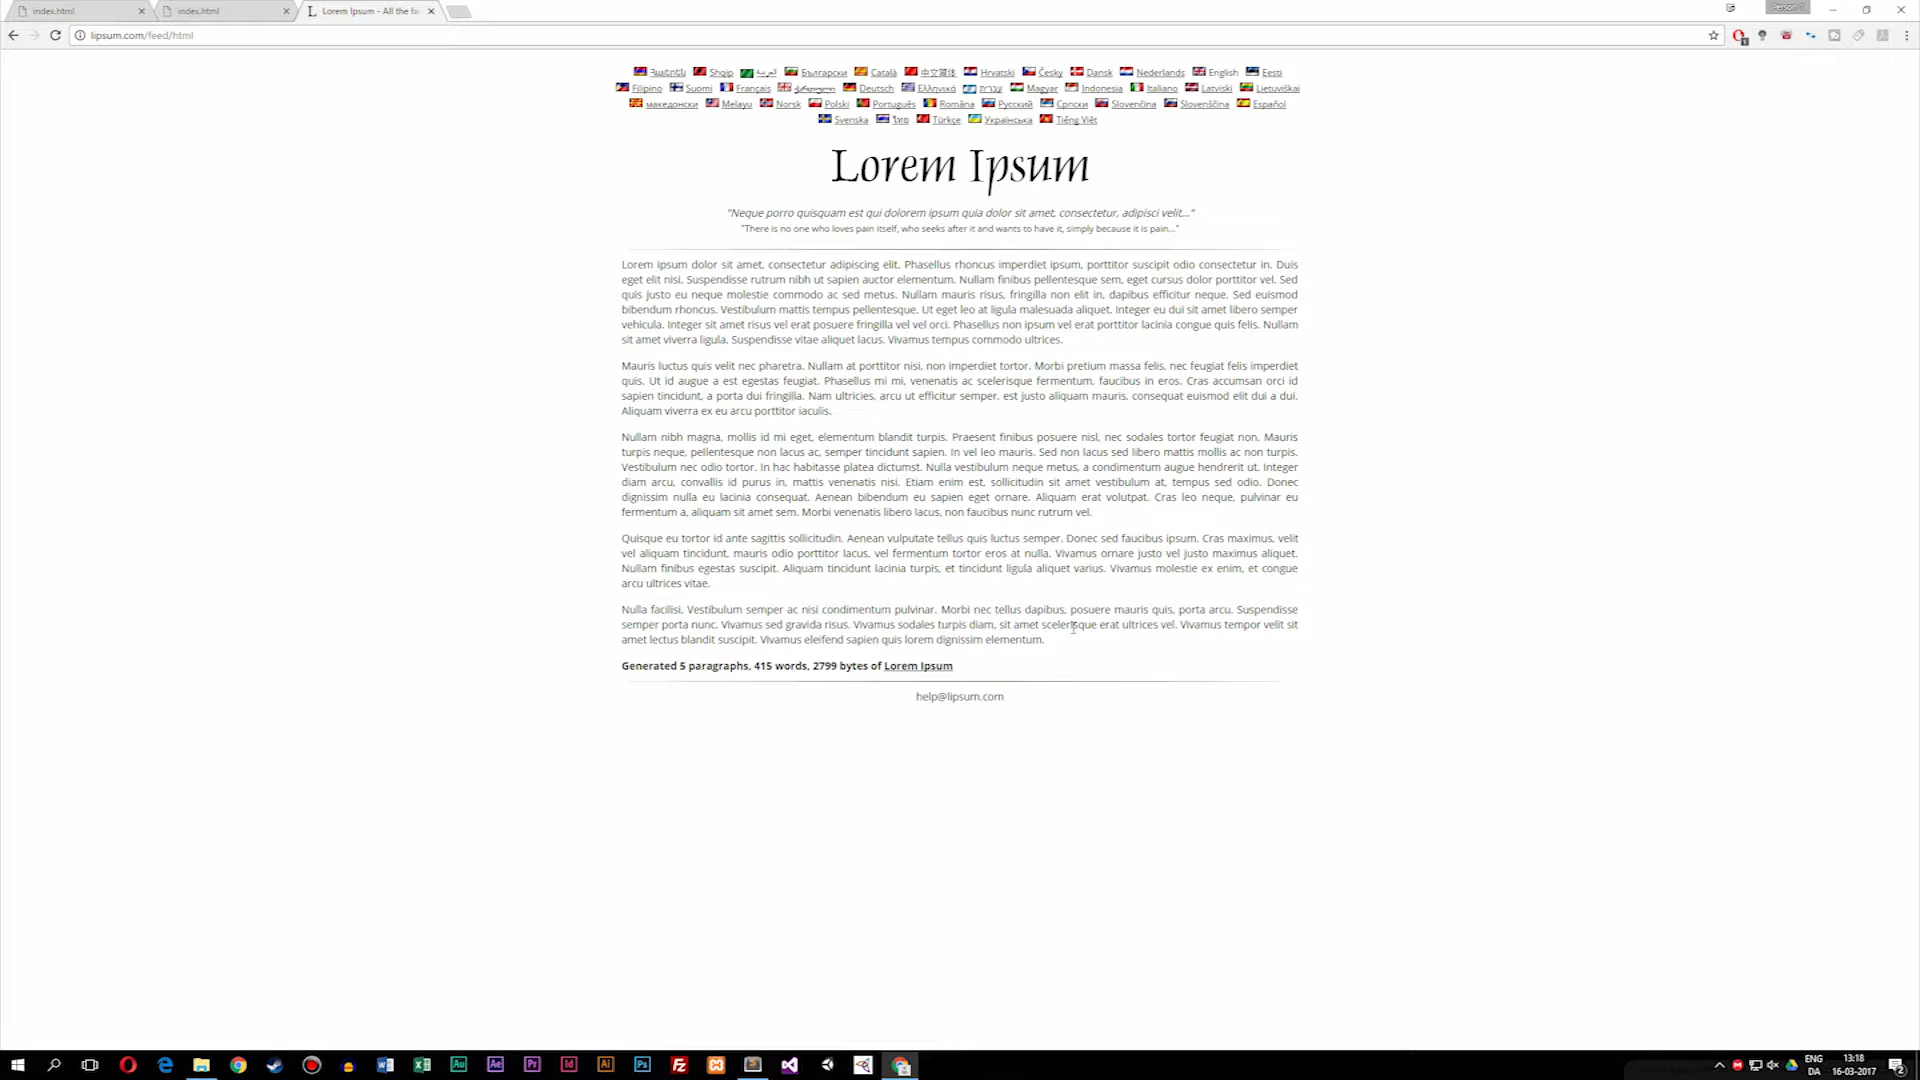 index.html
index.html
Lorem Ipsum - All the fa
Person 1
lipsum.com/feed/html
Հայերեն Shqip العربية Български Català 中文简体 Hrvatski Česky Dansk Nederlands English Eesti
Filipino Suomi Français ქართული Deutsch Ελληνικά עברית Magyar Indonesia Italiano Latviski Lietuviškai
македонски Melayu Norsk Polski Português Româna Русский Српски Slovenčina Slovenščina Español
Svenska ไทย Türkçe Українська Tiếng Việt
Lorem Ipsum
"Neque porro quisquam est qui dolorem ipsum quia dolor sit amet, consectetur, adipisci velit..."
"There is no one who loves pain itself, who seeks after it and wants to have it, simply because it is pain..."
Lorem ipsum dolor sit amet, consectetur adipiscing elit. Phasellus rhoncus imperdiet ipsum, porttitor suscipit odio consectetur in. Duis
eget elit nisi. Suspendisse rutrum nibh ut sapien auctor elementum. Nullam finibus pellentesque sem, eget cursus dolor porttitor vel. Sed
quis justo eu neque molestie commodo ac sed metus. Nullam mauris risus, fringilla non elit in, dapibus efficitur neque. Sed euismod
bibendum rhoncus. Vestibulum mattis tempus pellentesque. Ut eget leo at ligula malesuada aliquet. Integer eu dui sit amet libero semper
vehicula. Integer sit amet risus vel erat posuere fringilla vel vel orci. Phasellus non ipsum vel erat porttitor lacinia congue quis felis. Nullam
sit amet viverra ligula. Suspendisse vitae aliquet lacus. Vivamus tempus commodo ultrices.
Mauris luctus quis velit nec pharetra. Nullam at porttitor nisi, non imperdiet tortor. Morbi pretium massa felis, nec feugiat felis imperdiet
quis. Ut id augue a est egestas feugiat. Phasellus mi mi, venenatis ac scelerisque fermentum, faucibus in eros. Cras accumsan orci id
sapien tincidunt, a porta dui fringilla. Nam ultricies, arcu ut efficitur semper, est justo aliquam mauris, consequat euismod elit dui a dui.
Aliquam viverra ex eu arcu porttitor iaculis.
Nullam nibh magna, mollis id mi eget, elementum blandit turpis. Praesent finibus posuere nisl, nec sodales tortor feugiat non. Mauris
turpis neque, pellentesque non lacus ac, semper tincidunt sapien. In vel leo mauris. Sed non lacus sed libero mattis mollis ac non turpis.
Vestibulum nec odio tortor. In hac habitasse platea dictumst. Nulla vestibulum neque metus, a condimentum augue hendrerit ut. Integer
diam arcu, convallis id purus in, mattis venenatis nisi. Etiam enim est, sollicitudin sit amet vestibulum at, tempus sed odio. Donec
dignissim nulla eu lacinia consequat. Aenean bibendum eu sapien eget ornare. Aliquam erat volutpat. Cras leo neque, pulvinar eu
fermentum a, aliquam sit amet sem. Morbi venenatis libero lacus, non faucibus nunc rutrum vel.
Quisque eu tortor id ante sagittis sollicitudin. Aenean vulputate tellus quis luctus semper. Donec sed faucibus ipsum. Cras maximus, velit
vel aliquam tincidunt, mauris odio porttitor lacus, vel fermentum tortor eros at nulla. Vivamus ornare justo vel justo maximus aliquet.
Nullam finibus egestas suscipit. Aliquam tincidunt lacinia turpis, et tincidunt ligula aliquet varius. Vivamus molestie ex enim, et congue
arcu ultrices vitae.
Nulla facilisi. Vestibulum semper ac nisi condimentum pulvinar. Morbi nec tellus dapibus, posuere mauris quis, porta arcu. Suspendisse
semper porta nunc. Vivamus sed gravida risus. Vivamus sodales turpis diam, sit amet scelerisque erat ultrices vel. Vivamus tempor velit sit
amet lectus blandit suscipit. Vivamus eleifend sapien quis lorem dignissim elementum.
Generated 5 paragraphs, 415 words, 2799 bytes of Lorem Ipsum
help@lipsum.com
Au Ae Pr Id Ai Ps
ENG 13:18
DA 16-03-2017
2